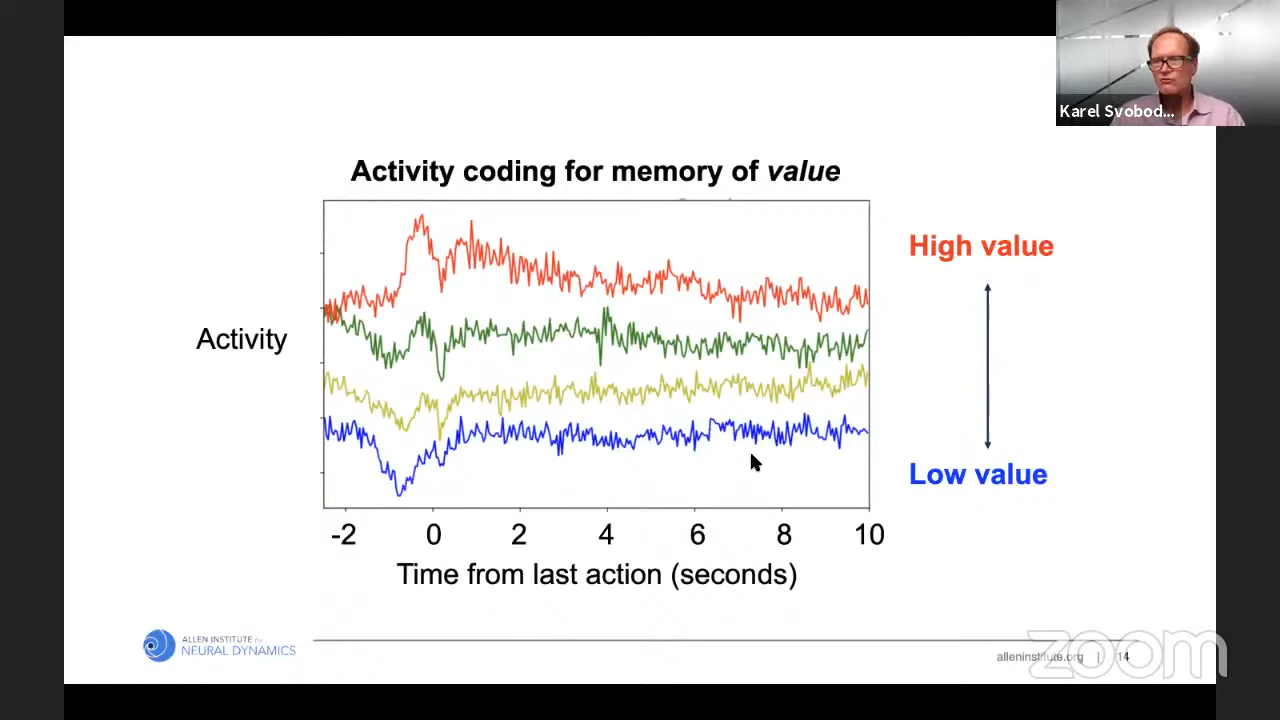 Karel Svobod...
Activity coding for memory of value
High value
Activity
Low value
-2 0 2 4 6 8 10
Time from last action (seconds)
ALLEN INSTITUTE for
NEURAL DYNAMICS
alleninstitute.org | 14
zoom